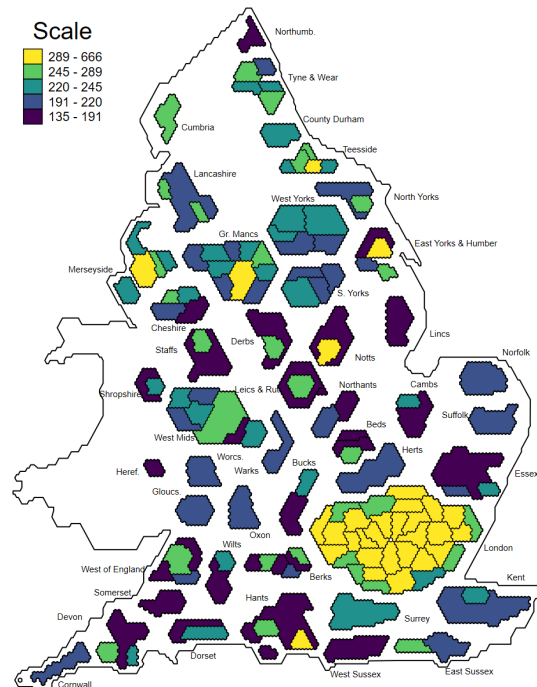 Scale
289 - 666
245 - 289
220 - 245
191 - 220
135 - 191
Northumb.
Tyne & Wear
Cumbria
County Durham
Teesside
Lancashire
West Yorks
North Yorks
Gr. Mancs
East Yorks & Humber
Merseyside
S. Yorks
Cheshire
Lincs
Staffs
Derbs
Notts
Norfolk
Shropshire
Leics & Rut
Northants
Cambs
Suffolk
West Mids
Beds
Worcs.
Herts
Heref.
Warks
Bucks
Essex
Gloucs.
Oxon
London
Wilts
West of England
Berks
Kent
Somerset
Hants
Devon
Surrey
Dorset
West Sussex
East Sussex
Cornwall